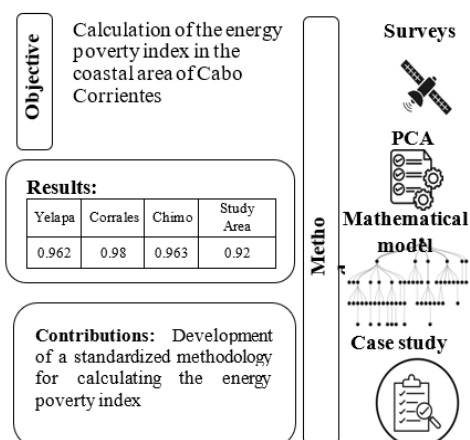 Objective
Calculation of the energy
poverty index in the
coastal area of Cabo
Corrientes
Results:
Yelapa Corrales Chimo Study Area
0.962 0.98 0.963 0.92
Contributions: Development
of a standardized methodology
for calculating the energy
poverty index
Metho
Surveys
PCA
Mathematical
model
Case study